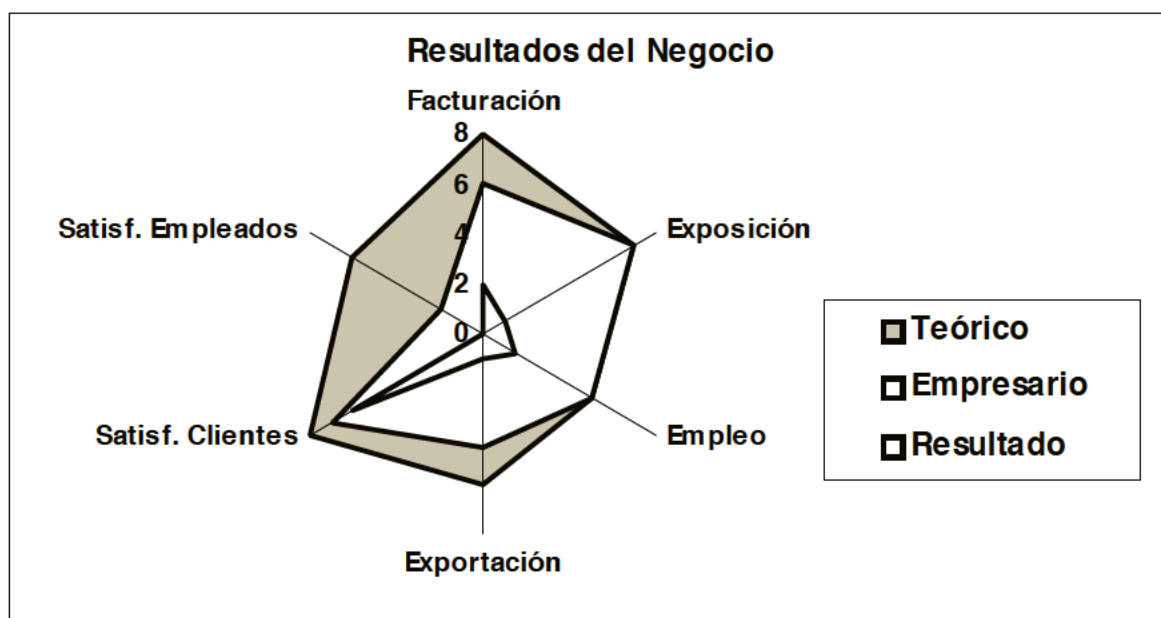 Resultados del Negocio
Facturación
8
6
4
2
0
Satisf. Empleados
Exposición
Satisf. Clientes
Empleo
Exportación
Teórico
Empresario
Resultado